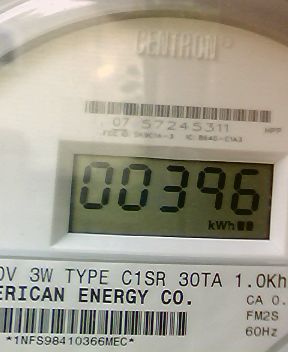 CENTRON
07 57245311
HPP
00396
kWh
0V 3W TYPE C1SR 30TA 1.0Kh
ERICAN ENERGY CO.
CA 0.
FM2S
60Hz
*1NFS98410366MEC*